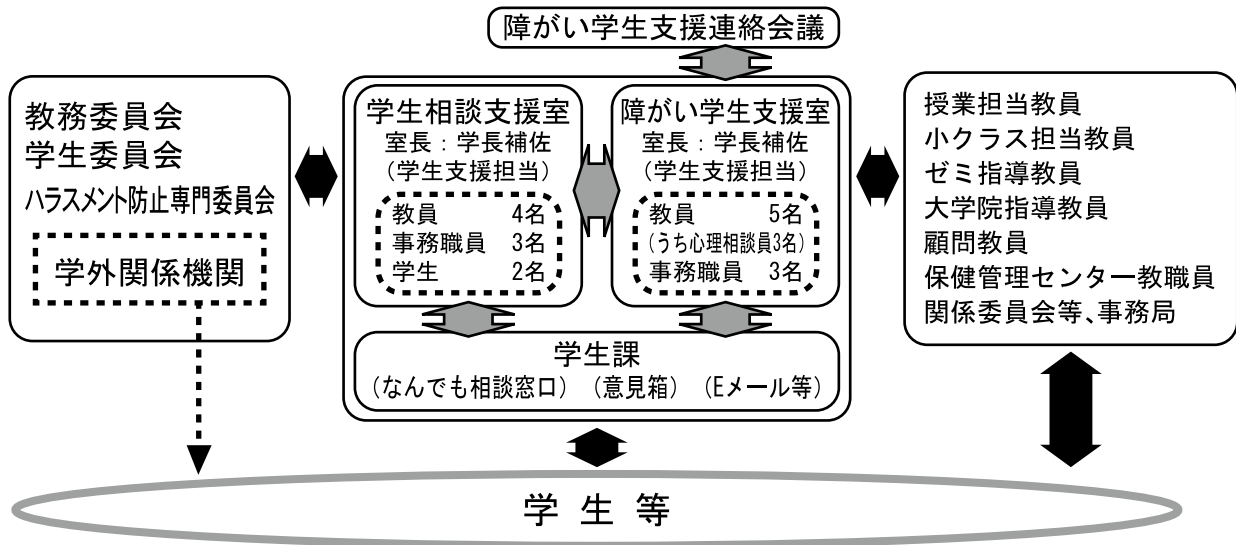 障がい学生支援連絡会議
教務委員会
学生委員会
ハラスメント防止専門委員会
学外関係機関
学生相談支援室
室長：学長補佐
(学生支援担当)
教員 4名
事務職員 3名
学生 2名
障がい学生支援室
室長：学長補佐
(学生支援担当)
教員 5名
(うち心理相談員3名)
事務職員 3名
学生課
(なんでも相談窓口) (意見箱) (Eメール等)
授業担当教員
小クラス担当教員
ゼミ指導教員
大学院指導教員
顧問教員
保健管理センター教職員
関係委員会等、事務局
学生等